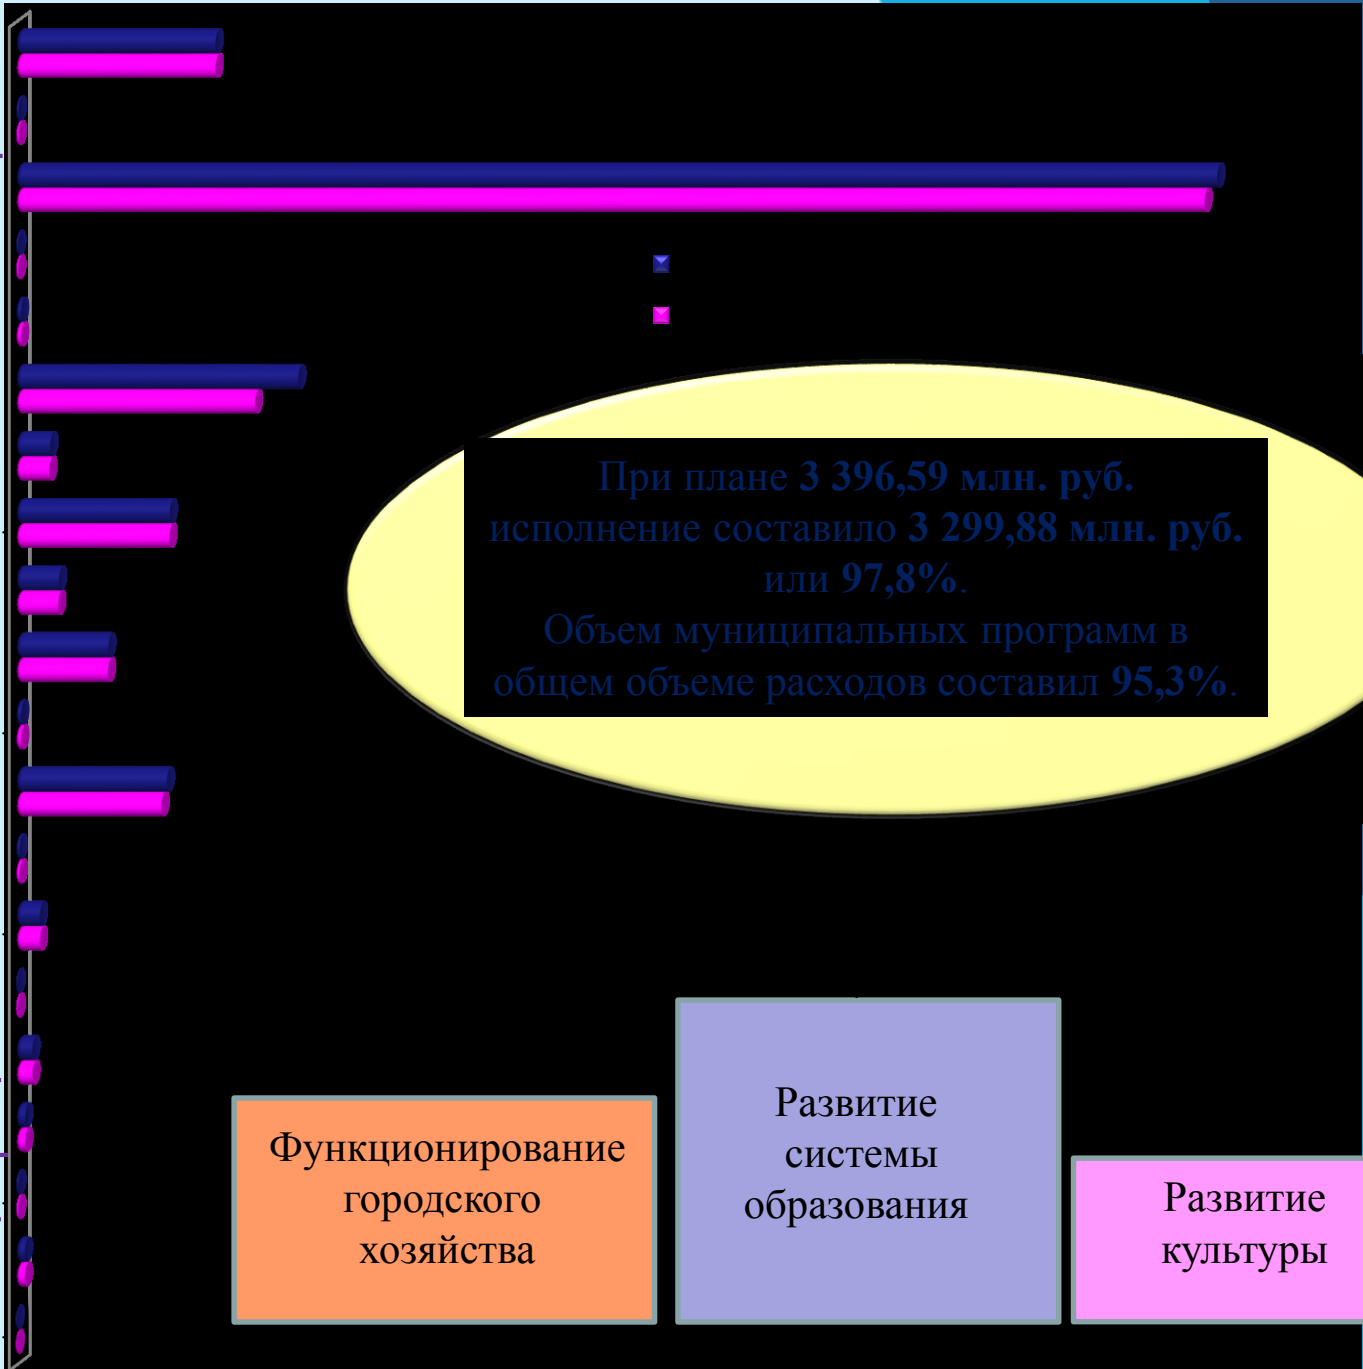 При плане 3 396,59 млн. руб.
исполнение составило 3 299,88 млн. руб.
или 97,8%.
Объем муниципальных программ в
общем объеме расходов составил 95,3%.
Функционирование
городского
хозяйства
Развитие
системы
образования
Развитие
культуры